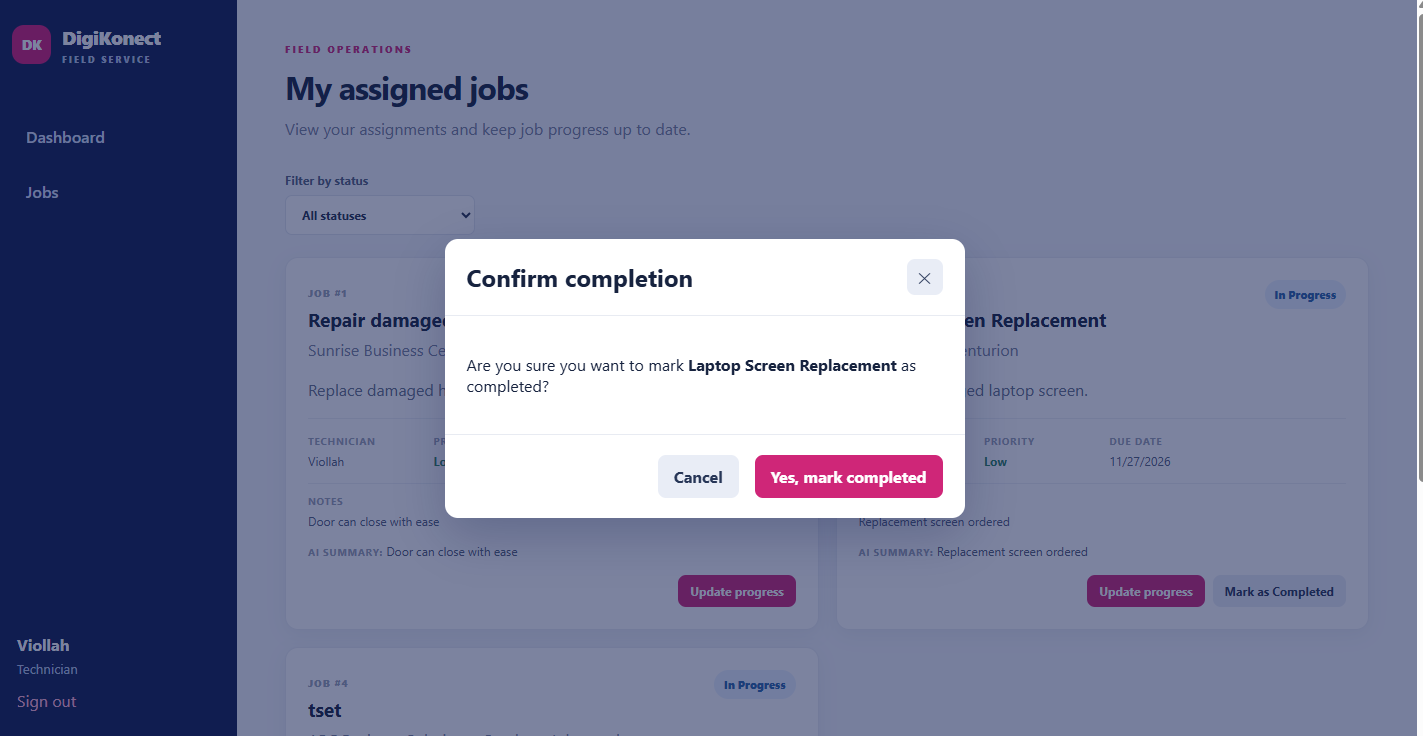 DK
DigiKonect
FIELD SERVICE
Dashboard
Jobs
Viollah
Technician
Sign out
FIELD OPERATIONS
My assigned jobs
View your assignments and keep job progress up to date.
Filter by status
All statuses
JOB #1
Repair damaged
Sunrise Business Ce
Replace damaged h
TECHNICIAN
Viollah
NOTES
Door can close with ease
AI SUMMARY: Door can close with ease
Update progress
Confirm completion
Are you sure you want to mark Laptop Screen Replacement as
completed?
Cancel
Yes, mark completed
In Progress
en Replacement
enturion
ed laptop screen.
PRIORITY
DUE DATE
Low
11/27/2026
Replacement screen ordered
AI SUMMARY: Replacement screen ordered
Update progress
Mark as Completed
JOB #4
In Progress
tset